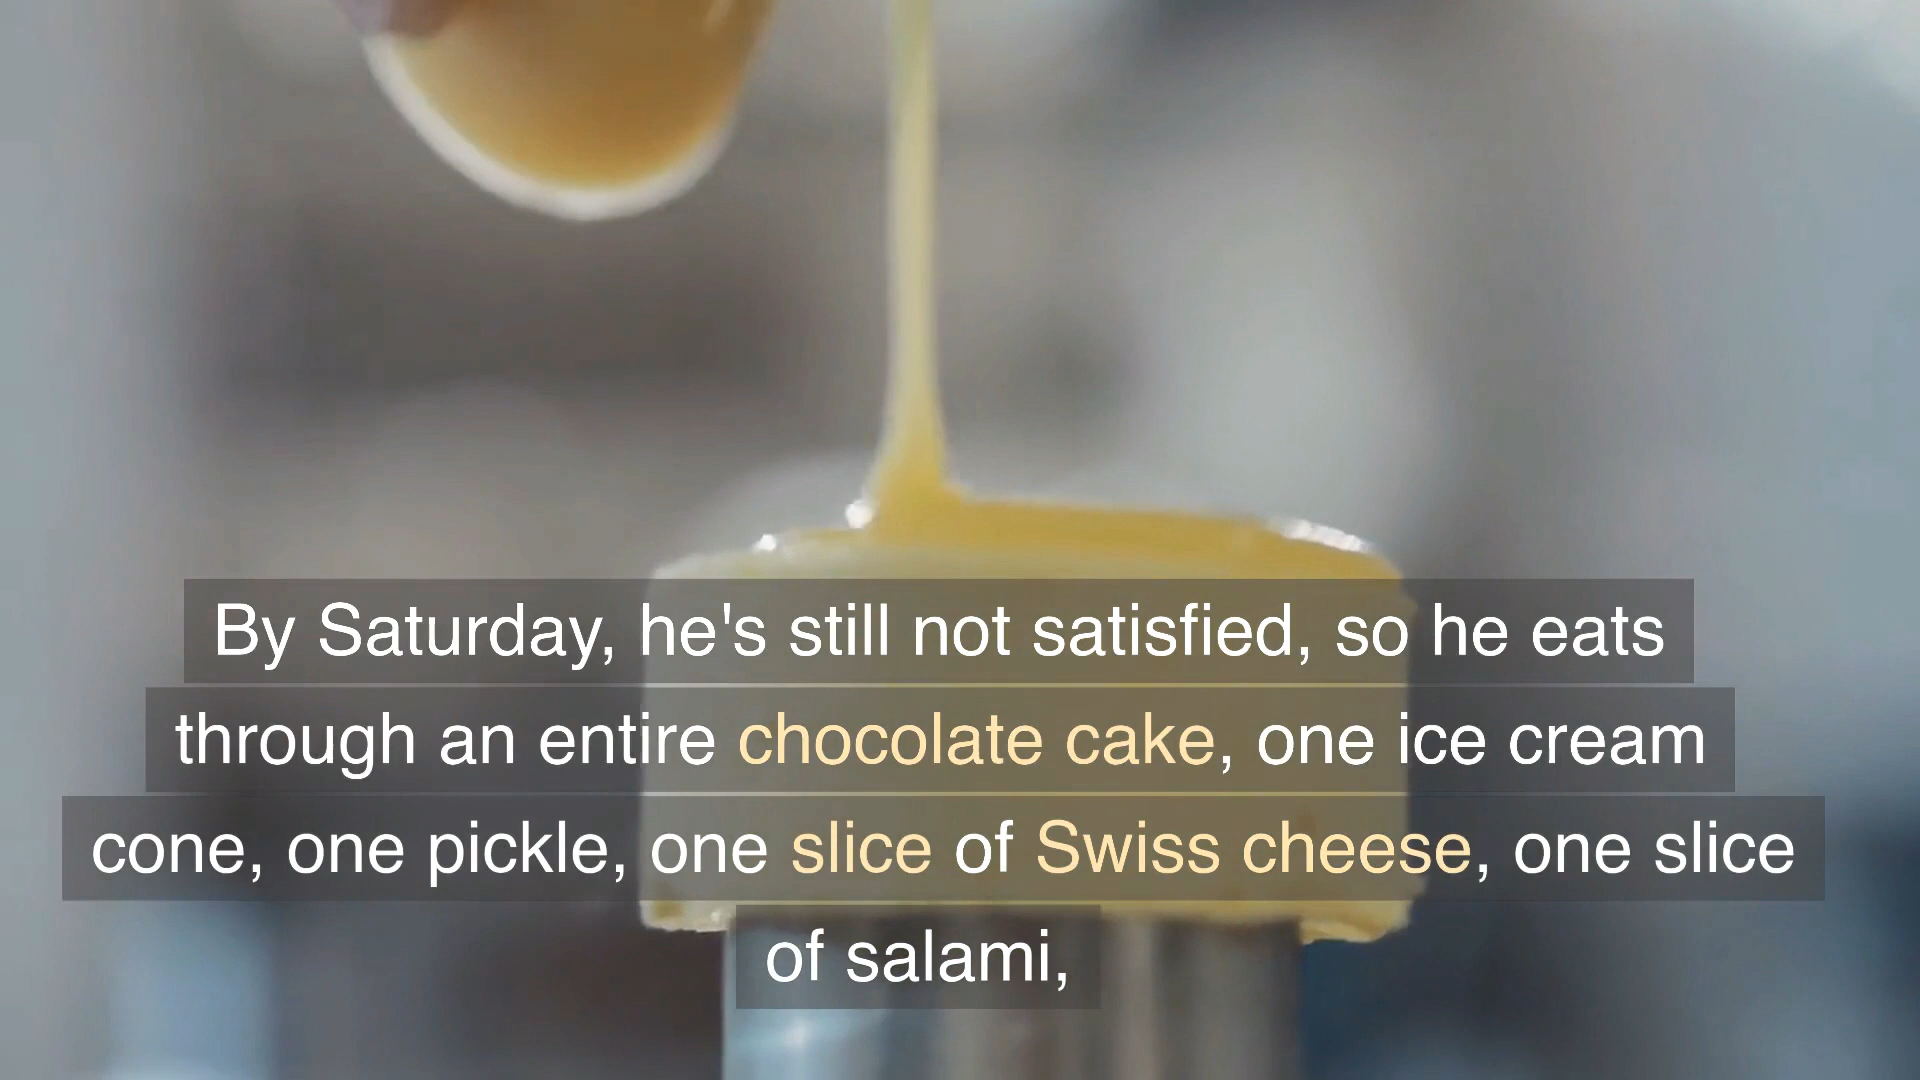 By Saturday, he's still not satisfied, so he eats
through an entire chocolate cake, one ice cream
cone, one pickle, one slice of Swiss cheese, one slice
of salami,